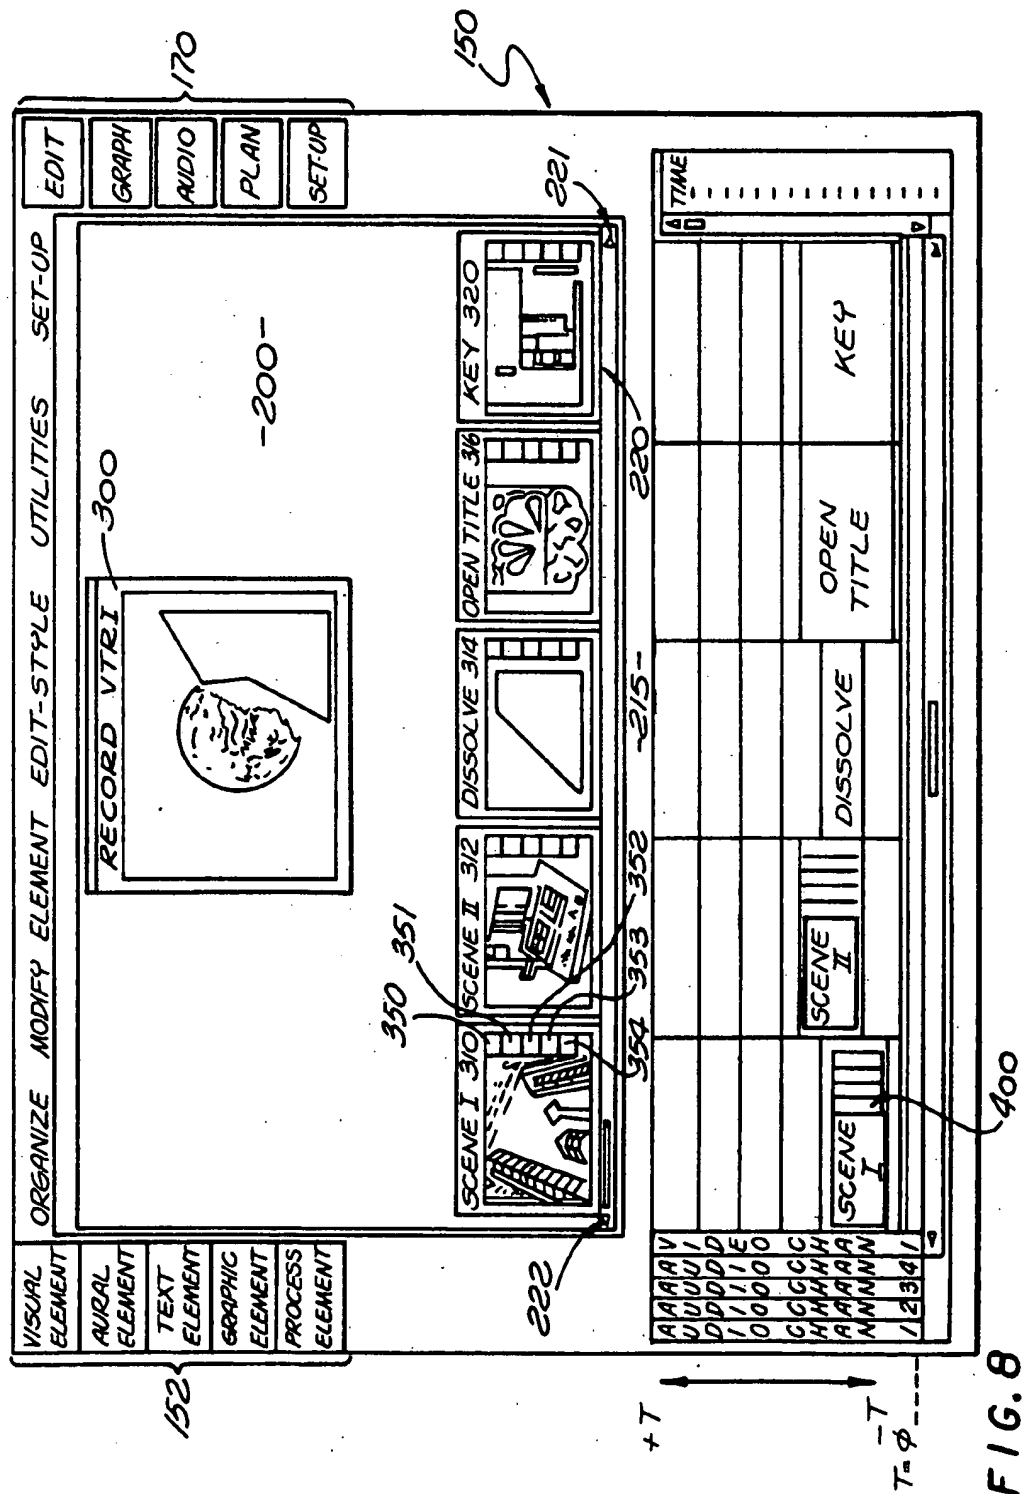 170
150
ORGANIZE MODIFY ELEMENT EDIT-STYLE UTILITIES SET-UP
VISUAL
ELEMENT
AURAL
ELEMENT
TEXT
ELEMENT
GRAPHIC
ELEMENT
PROCESS
ELEMENT
152
EDIT
GRAPH
AUDIO
PLAN
SET-UP
RECORD VTRI
300
-200-
350
351
SCENE I 310
SCENE II 312
DISSOLVE 314
OPEN TITLE 316
KEY 320
221
222
354
353
352
-215-
220
TIME
AUDIO CHAN 1
AUDIO CHAN 2
AUDIO CHAN 3
AUDIO CHAN 4
VIDEO CHAN 1
SCENE
I
SCENE
II
DISSOLVE
OPEN
TITLE
KEY
+T
-T
T=φ
400
FIG. 8